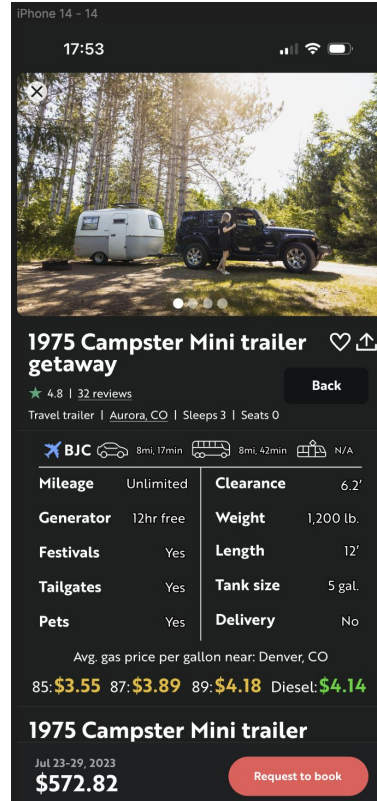 iPhone 14 - 14
17:53
1975 Campster Mini trailer
getaway
4.8 | 32 reviews
Back
Travel trailer | Aurora, CO | Sleeps 3 | Seats 0
BJC 8mi, 17min 8mi, 42min N/A
Mileage Unlimited Clearance 6.2′
Generator 12hr free Weight 1,200 lb.
Festivals Yes Length 12′
Tailgates Yes Tank size 5 gal.
Pets Yes Delivery No
Avg. gas price per gallon near: Denver, CO
85: $3.55 87: $3.89 89: $4.18 Diesel: $4.14
1975 Campster Mini trailer
Jul 23-29, 2023
$572.82
Request to book